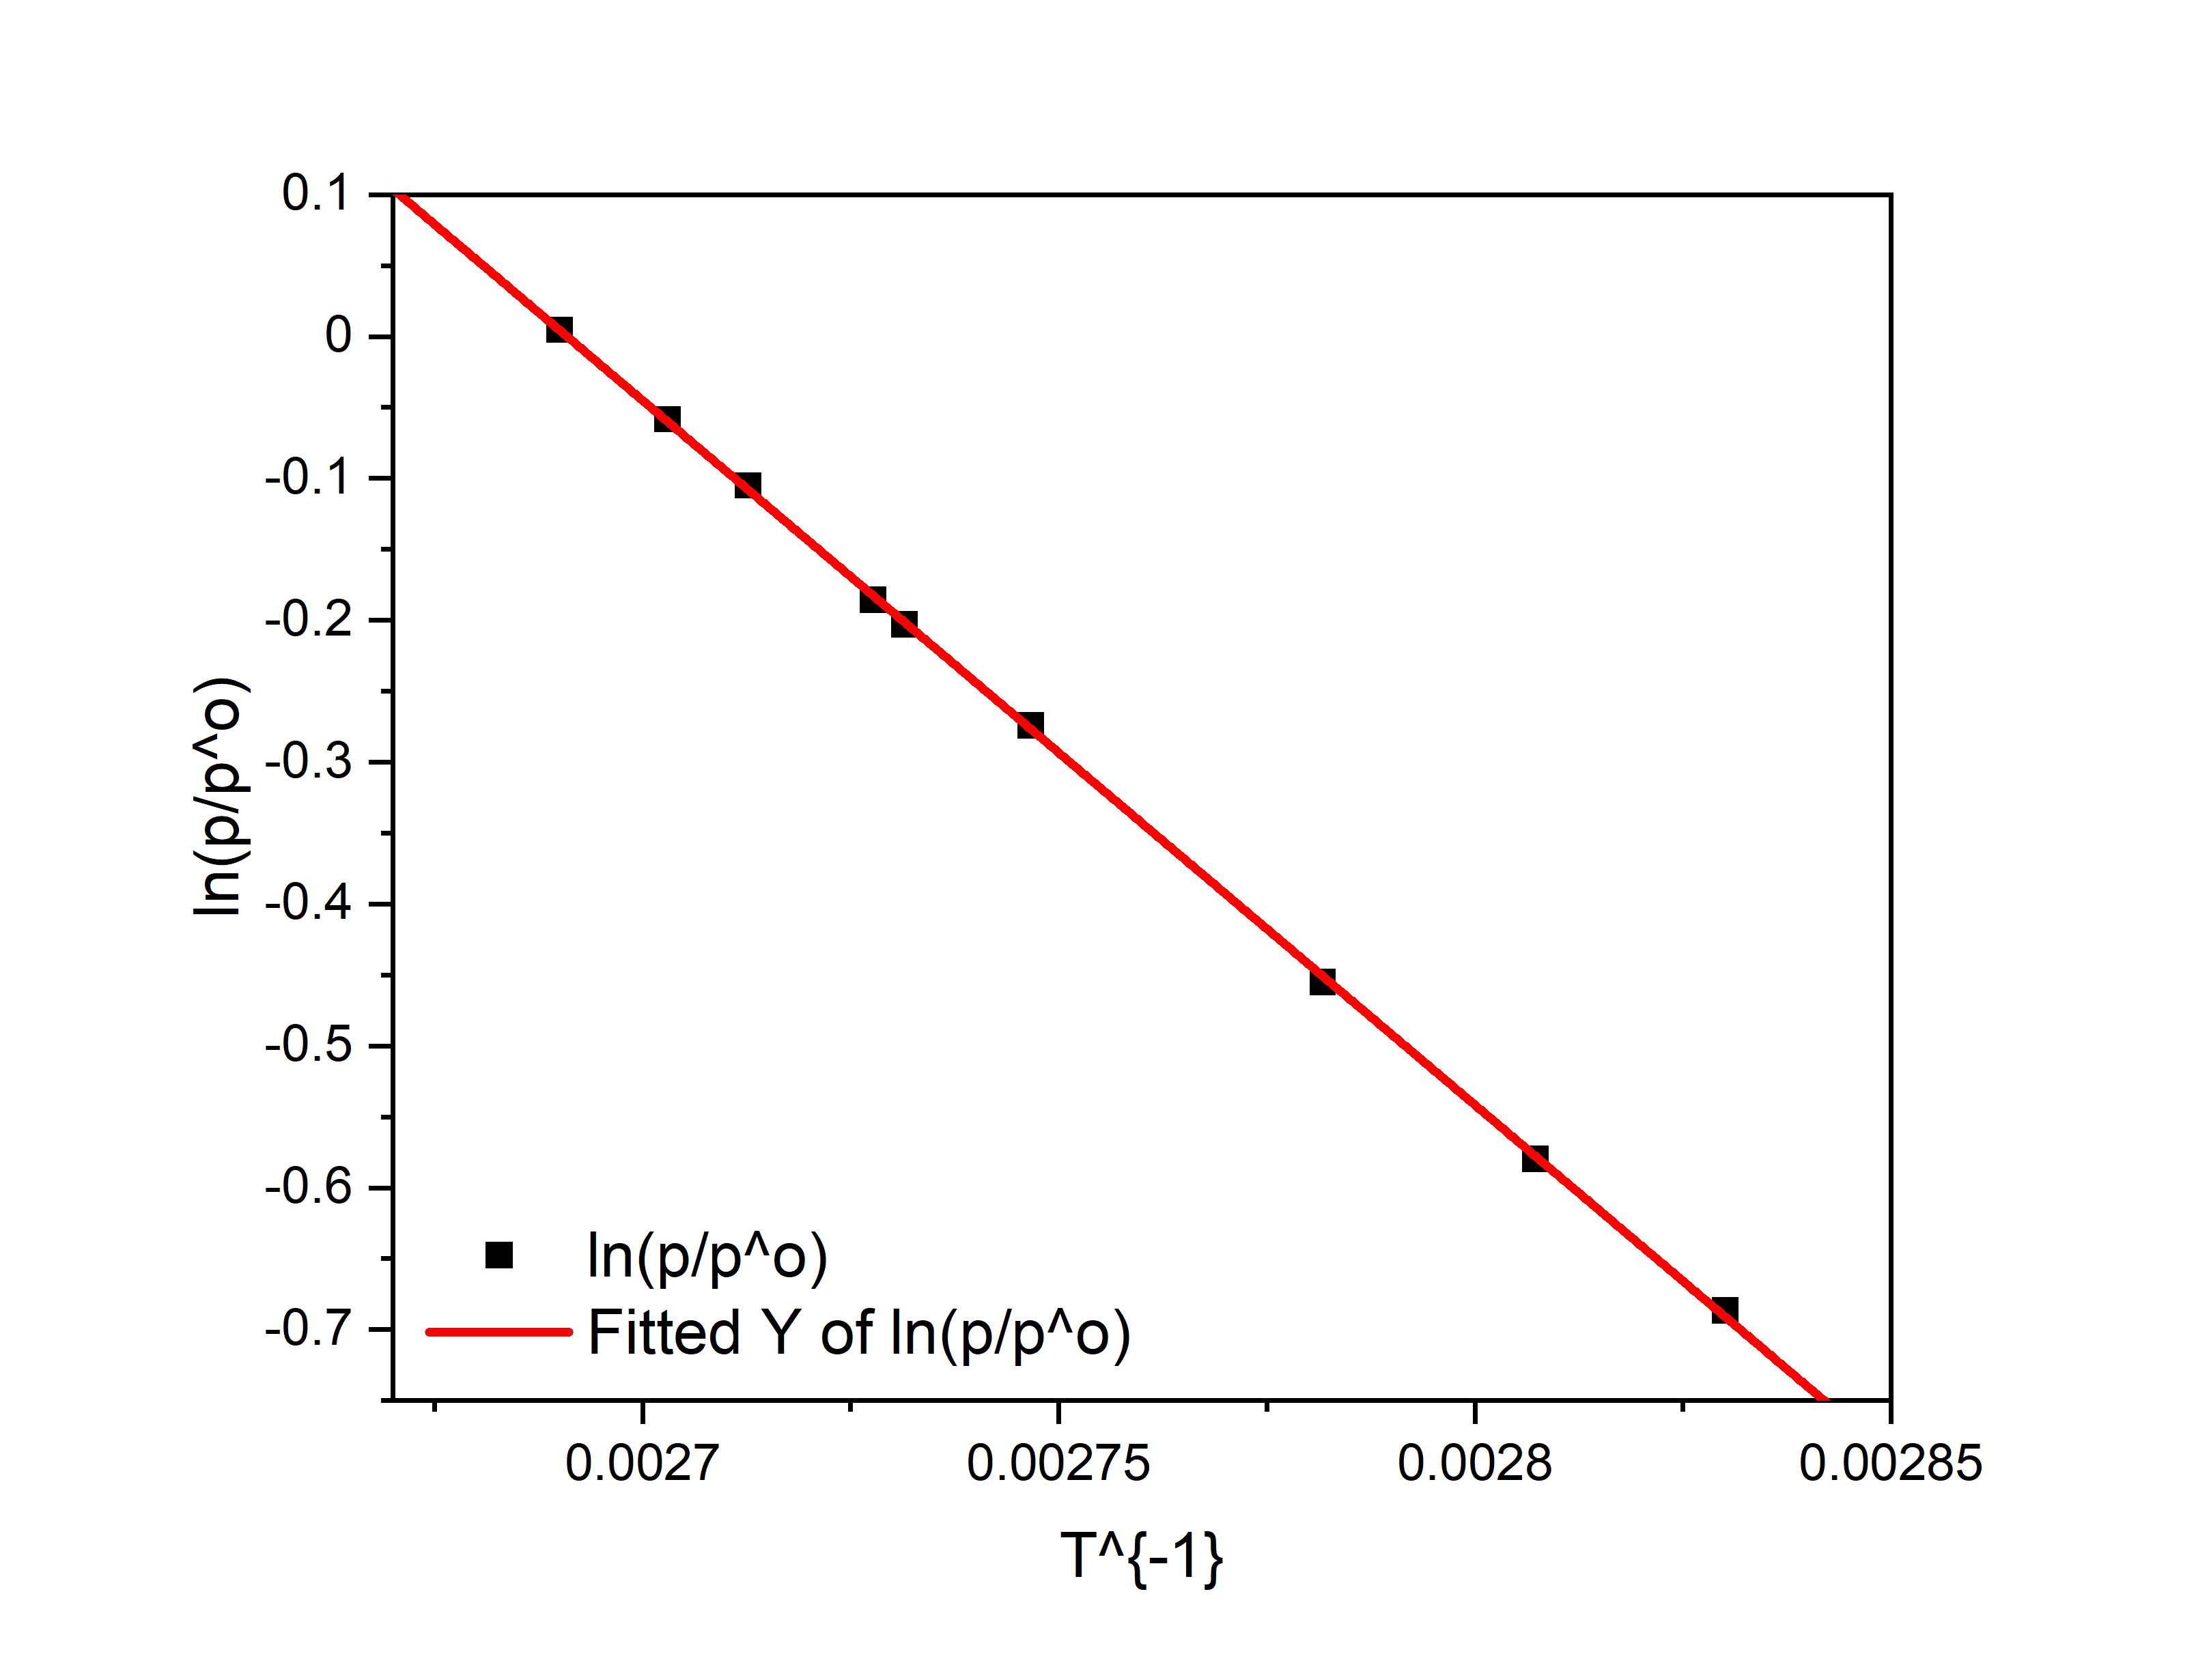 0.1
0
-0.1
-0.2
-0.3
-0.4
-0.5
-0.6
-0.7
ln(p/p^o)
ln(p/p^o)
Fitted Y of ln(p/p^o)
0.0027 0.00275 0.0028 0.00285
T^{-1}